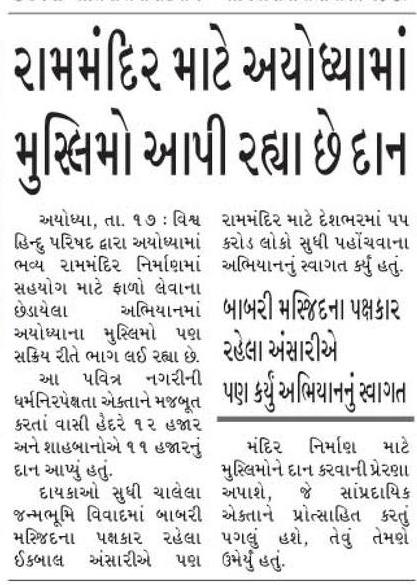 રામમંદિર માટે અયોધ્યામાં
મુસ્લિમો આપી રહ્યા છે દાન
અયોધ્યા, તા. ૧૭ : વિશ્વ
હિન્દુ પરિષદ દ્વારા અયોધ્યામાં
ભવ્ય રામમંદિર નિર્માણમાં
સહયોગ માટે ફાળો લેવાના
છેડાયેલા અભિયાનમાં
અયોધ્યાના મુસ્લિમો પણ
સક્રિય રીતે ભાગ લઈ રહ્યા છે.
આ પવિત્ર નગરીની
ધર્મનિરપેક્ષતા એકતાને મજબૂત
કરતાં વાસી હૈદરે ૧૨ હજાર
અને શાહબાનોએ ૧૧ હજારનું
દાન આપ્યું હતું.
દાયકાઓ સુધી ચાલેલા
જન્મભૂમિ વિવાદમાં બાબરી
મસ્જિદના પક્ષકાર રહેલા
ઈકબાલ અંસારીએ પણ
રામમંદિર માટે દેશભરમાં ૫૫
કરોડ લોકો સુધી પહોંચવાના
અભિયાનનું સ્વાગત કર્યું હતું.
બાબરી મસ્જિદના પક્ષકાર
રહેલા અંસારીએ
પણ કર્યું અભિયાનનું સ્વાગત
મંદિર નિર્માણ માટે
મુસ્લિમોને દાન કરવાની પ્રેરણા
અપાશે, જે સાંપ્રદાયિક
એકતાને પ્રોત્સાહિત કરતું
પગલું હશે, તેવું તેમણે
ઉમેર્યું હતું.